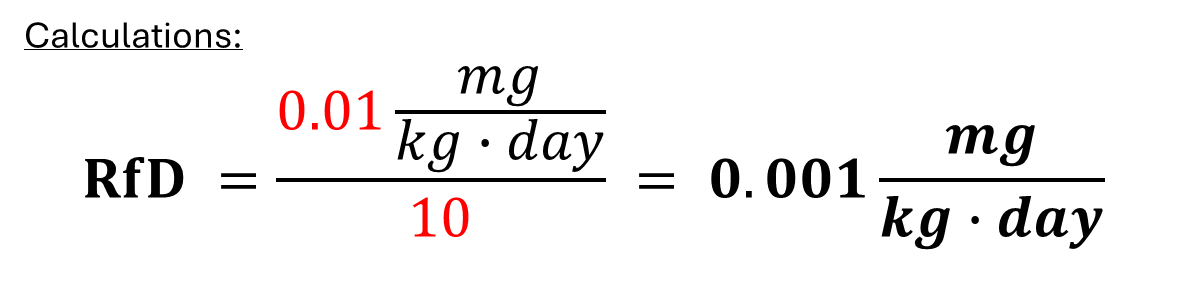 Calculations:
RfD = 0.01 mg/kg · day / 10 = 0.001 mg/kg · day